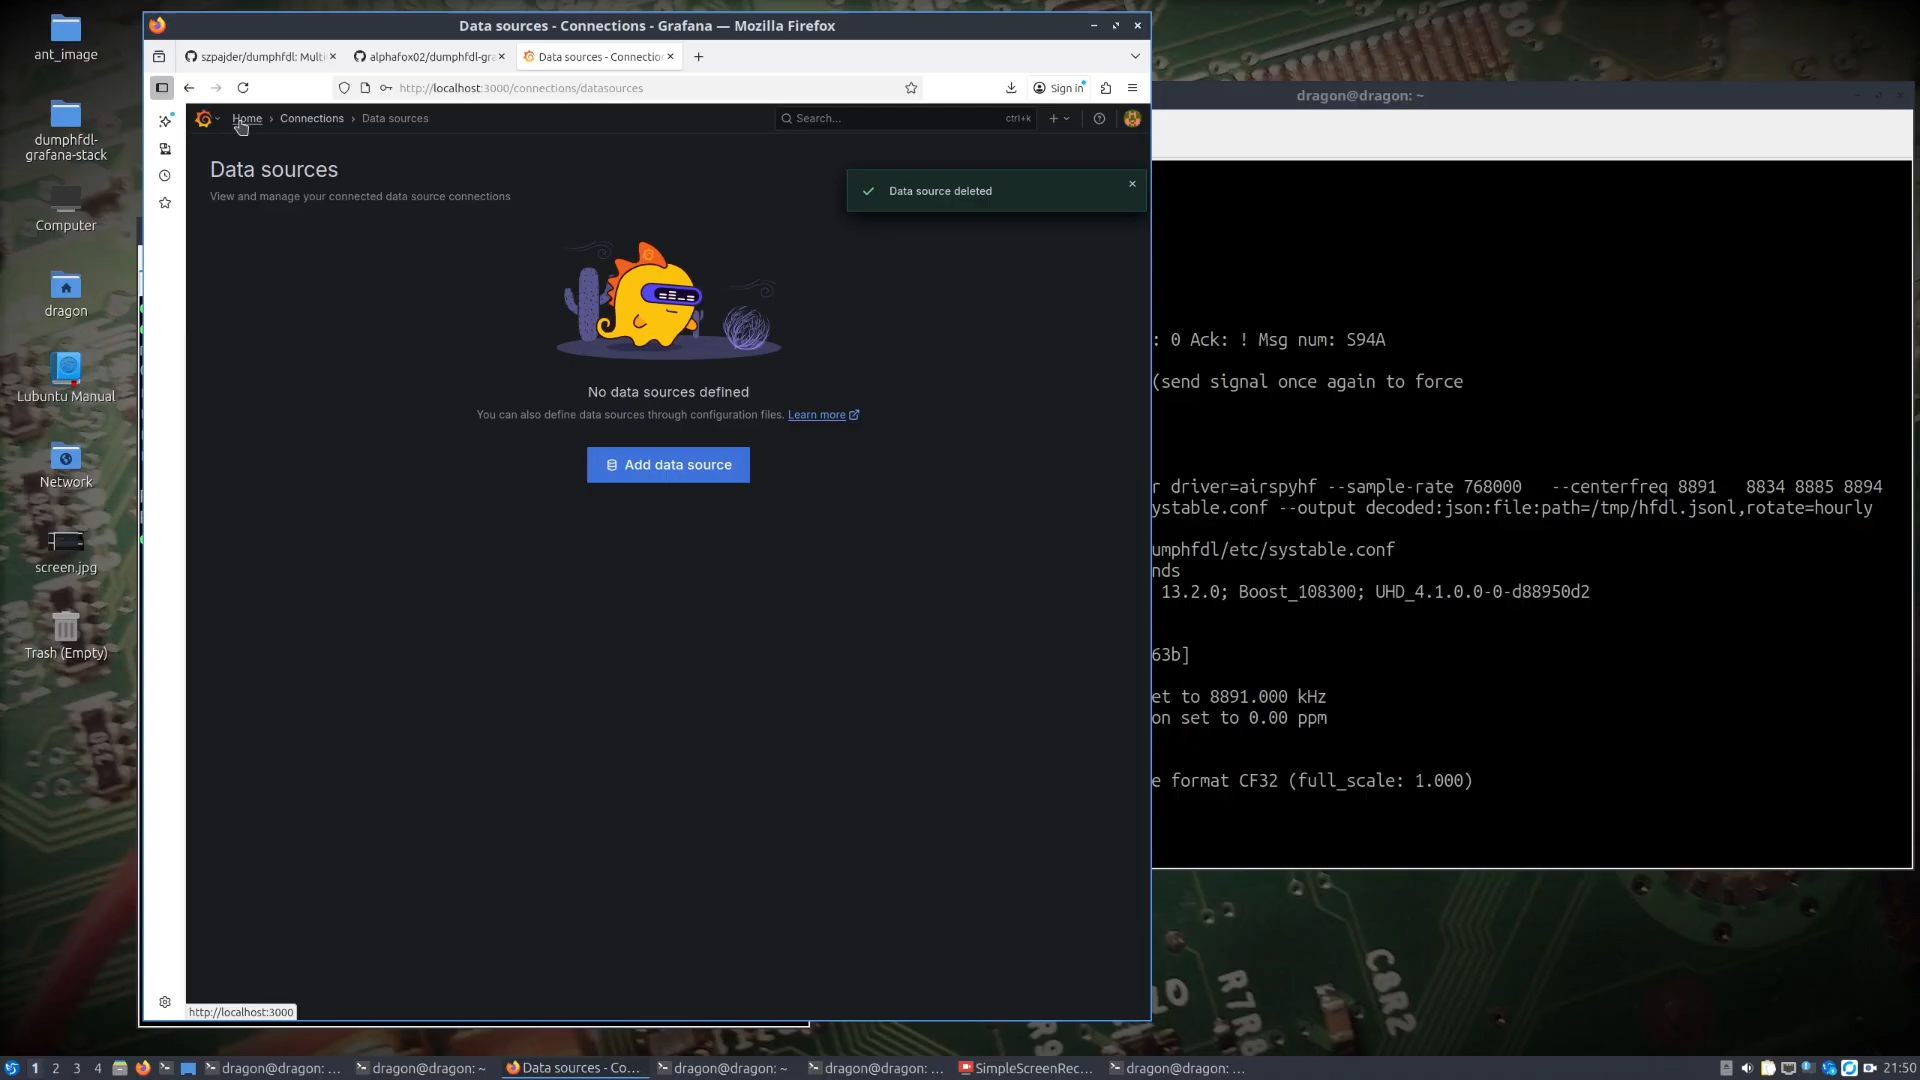 ant_image
dumphfdl-
grafana-stack
Computer
dragon
Lubuntu Manual
Network
screen.jpg
Trash (Empty)
Data sources - Connections - Grafana — Mozilla Firefox
szpajder/dumphfdl: Multi
alphafox02/dumphfdl-gra
Data sources - Connectio
http://localhost:3000/connections/datasources
Sign in
Home › Connections › Data sources
Search...
ctrl+k
Data sources
View and manage your connected data source connections
Data source deleted
No data sources defined
You can also define data sources through configuration files. Learn more
Add data source
http://localhost:3000
dragon@dragon: ~
: 0 Ack: ! Msg num: S94A
(send signal once again to force
r driver=airspyhf --sample-rate 768000   --centerfreq 8891   8834 8885 8894
ystable.conf --output decoded:json:file:path=/tmp/hfdl.jsonl,rotate=hourly
umphfdl/etc/systable.conf
nds
13.2.0; Boost_108300; UHD_4.1.0.0-0-d88950d2
63b]
et to 8891.000 kHz
on set to 0.00 ppm
e format CF32 (full_scale: 1.000)
C8R2
R7R8
1 2 3 4
dragon@dragon: ...
dragon@dragon: ~
Data sources - Co...
dragon@dragon: ~
dragon@dragon: ...
SimpleScreenRec...
dragon@dragon: ...
21:50